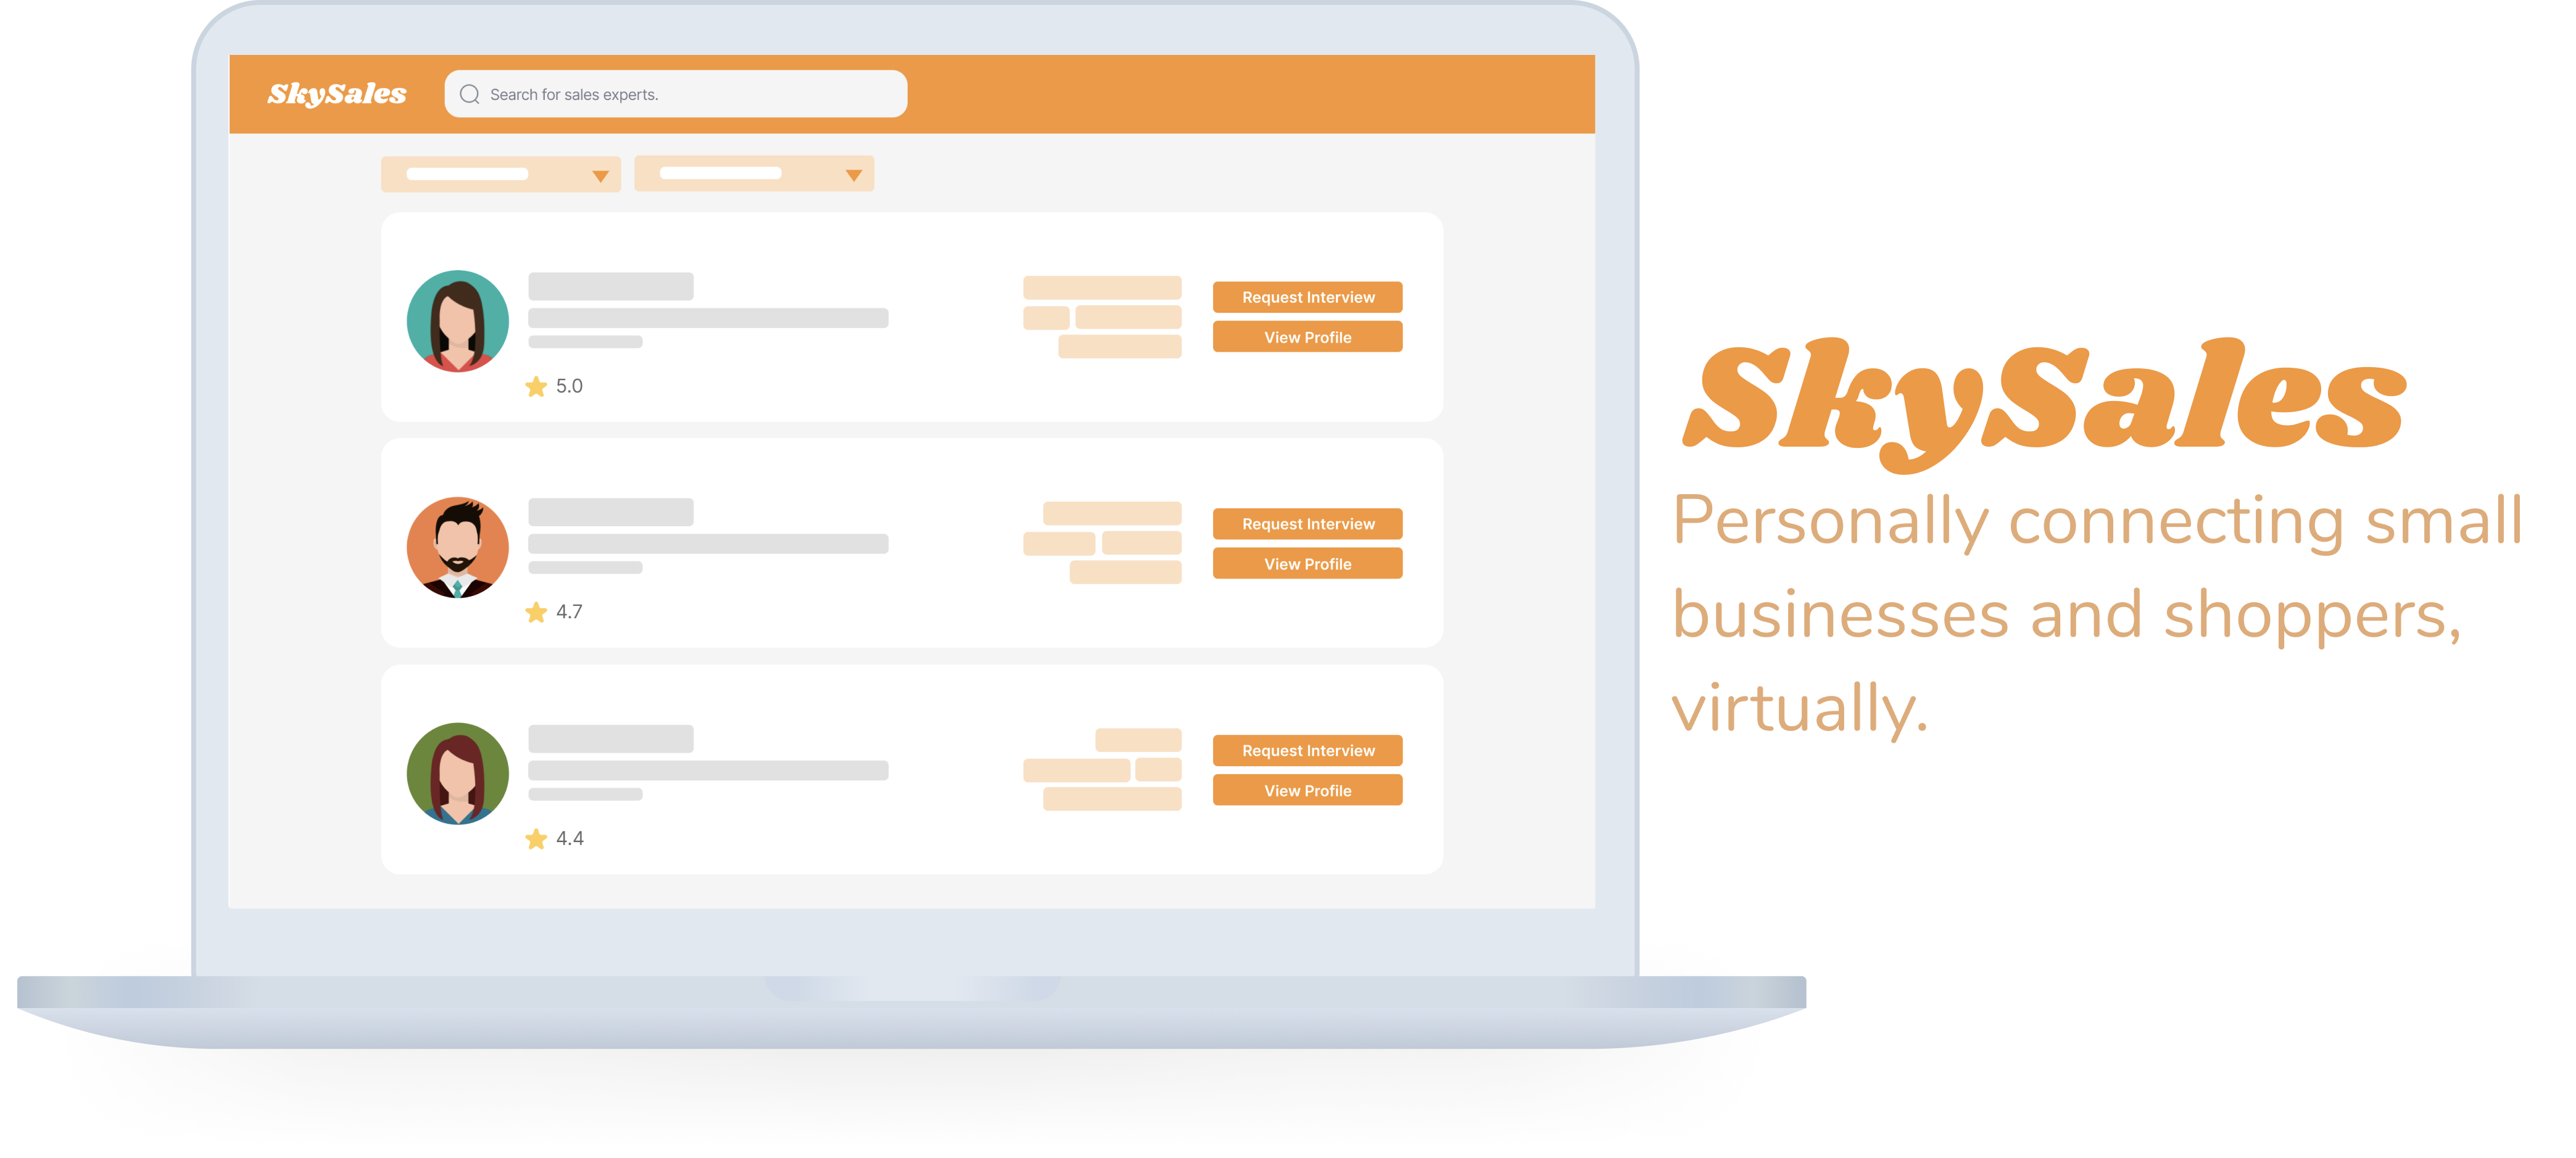 SkySales
Search for sales experts.
Request Interview
View Profile
5.0
Request Interview
View Profile
4.7
Request Interview
View Profile
4.4
SkySales
Personally connecting small
businesses and shoppers,
virtually.